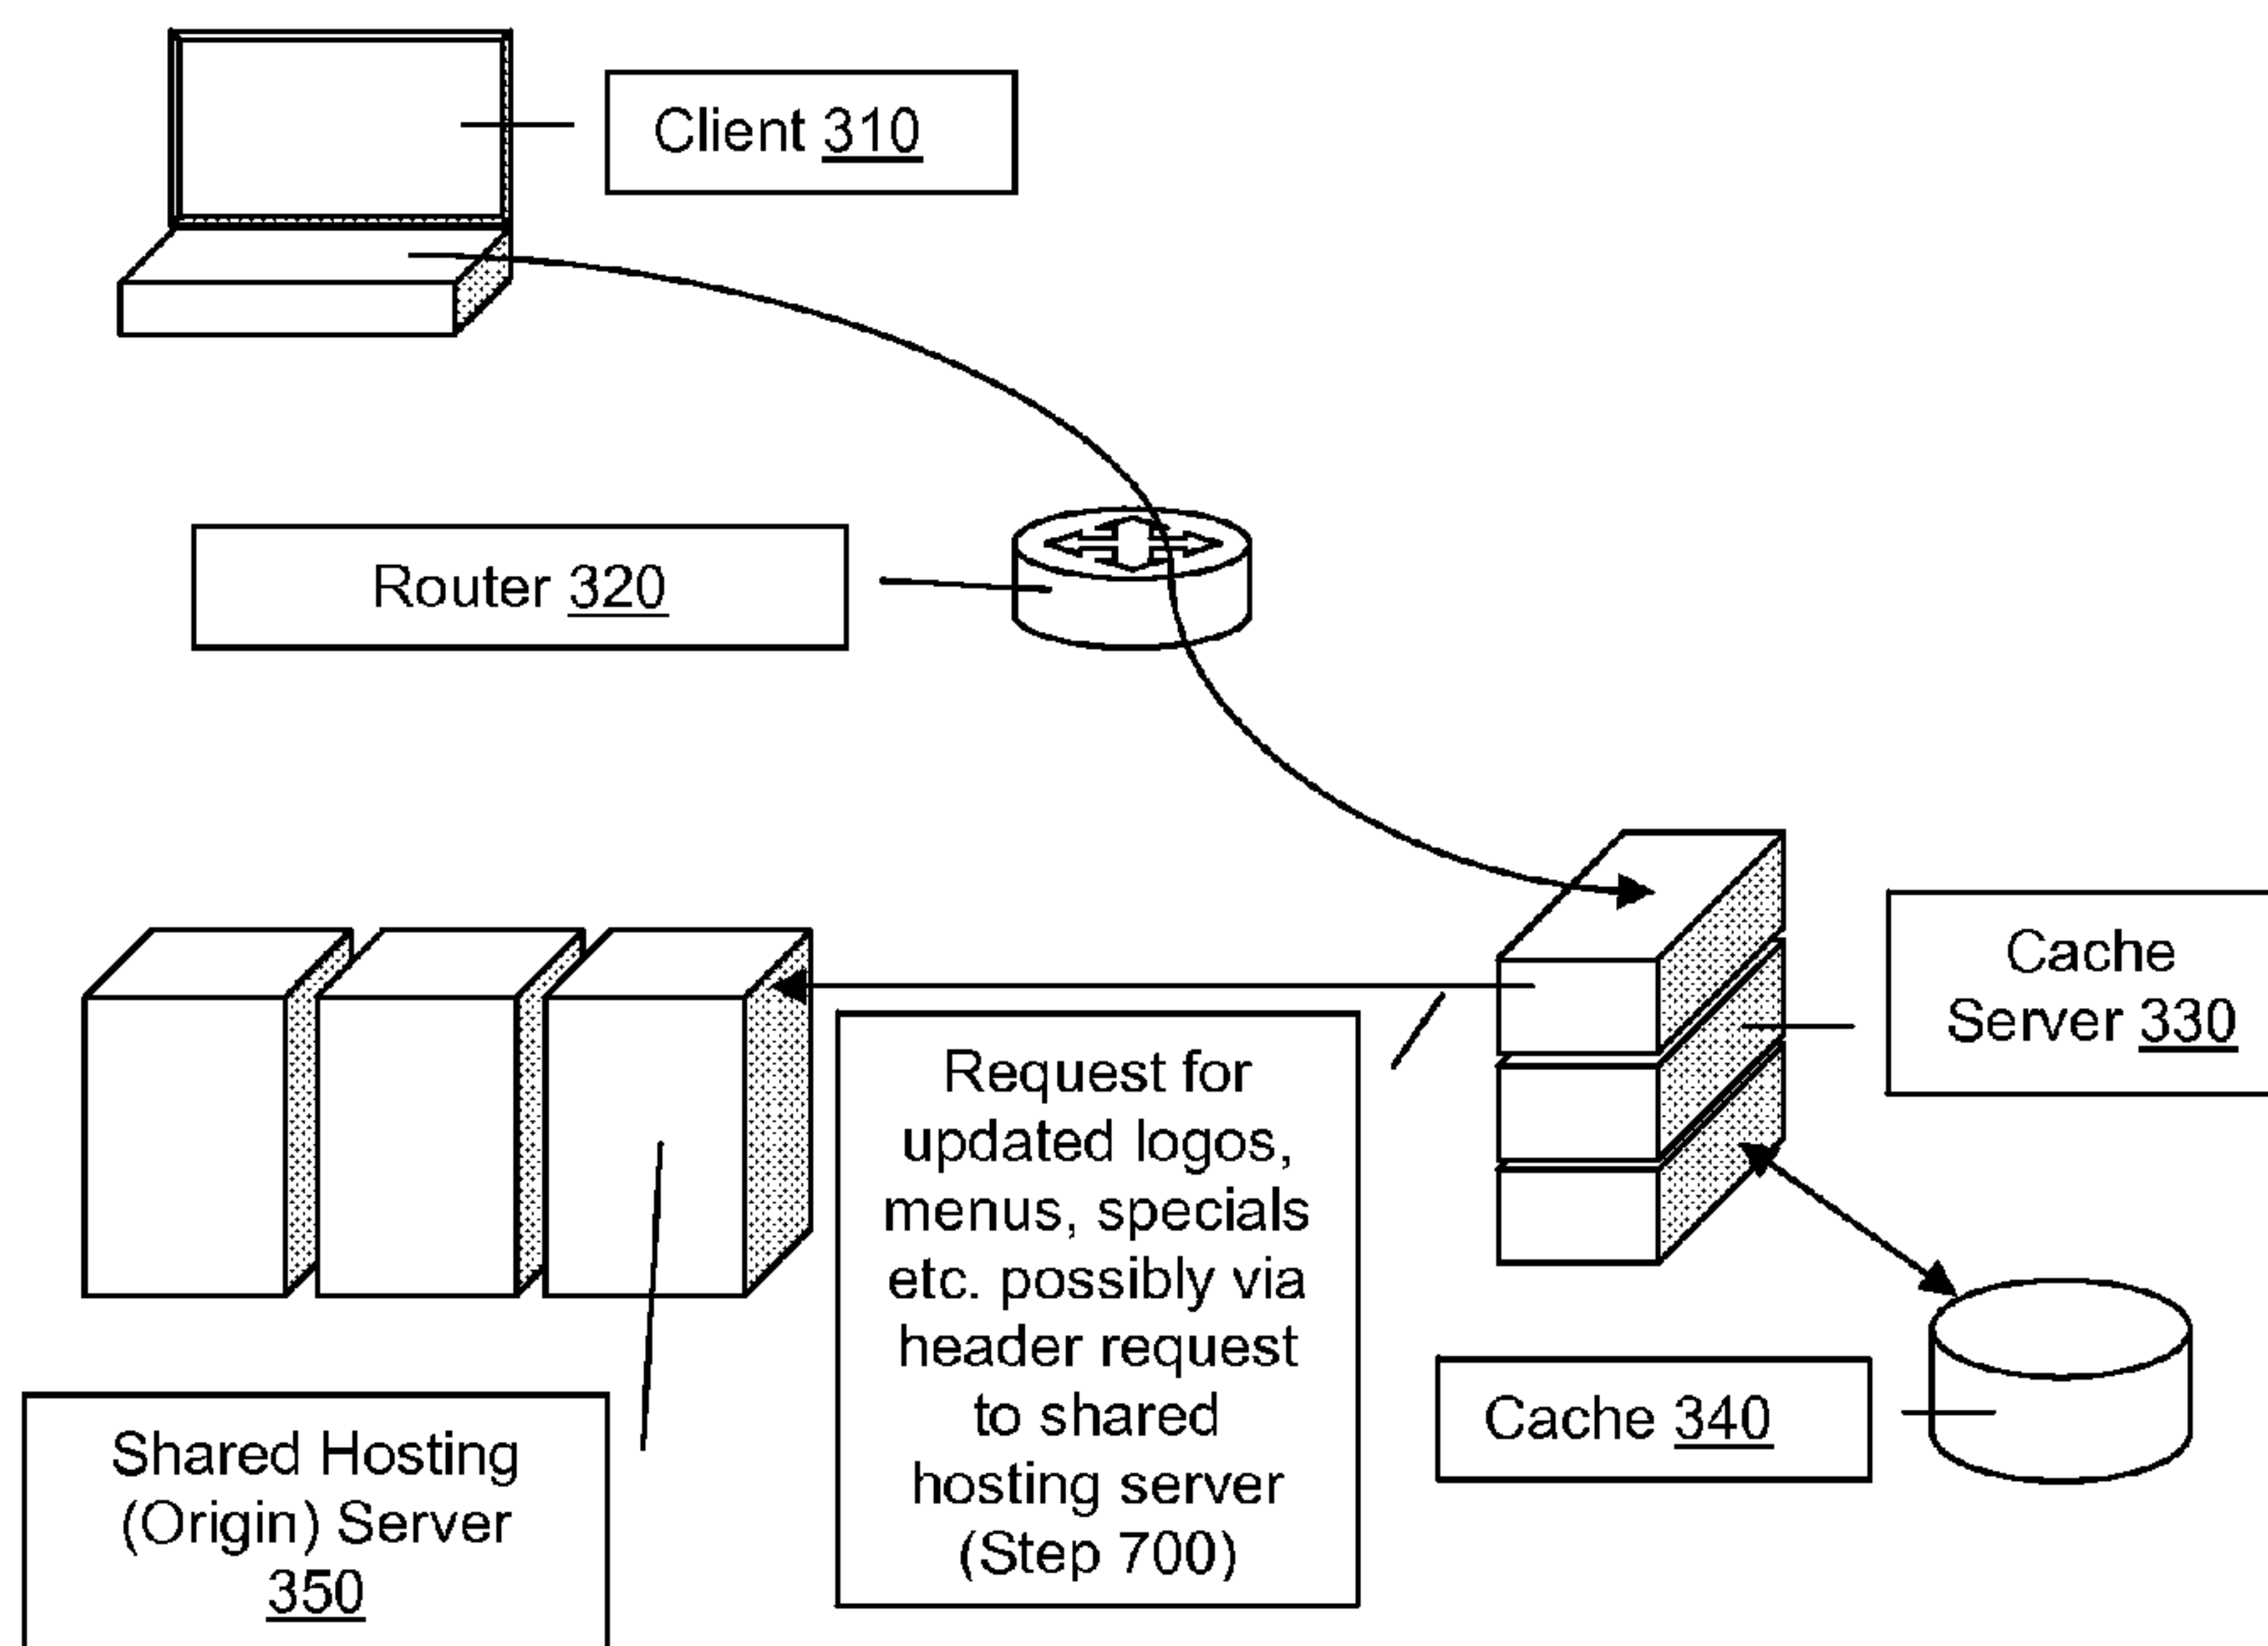 Client 310
Router 320
Cache
Server 330
Request for
updated logos,
menus, specials
etc. possibly via
header request
to shared
hosting server
(Step 700)
Cache 340
Shared Hosting
(Origin) Server
350